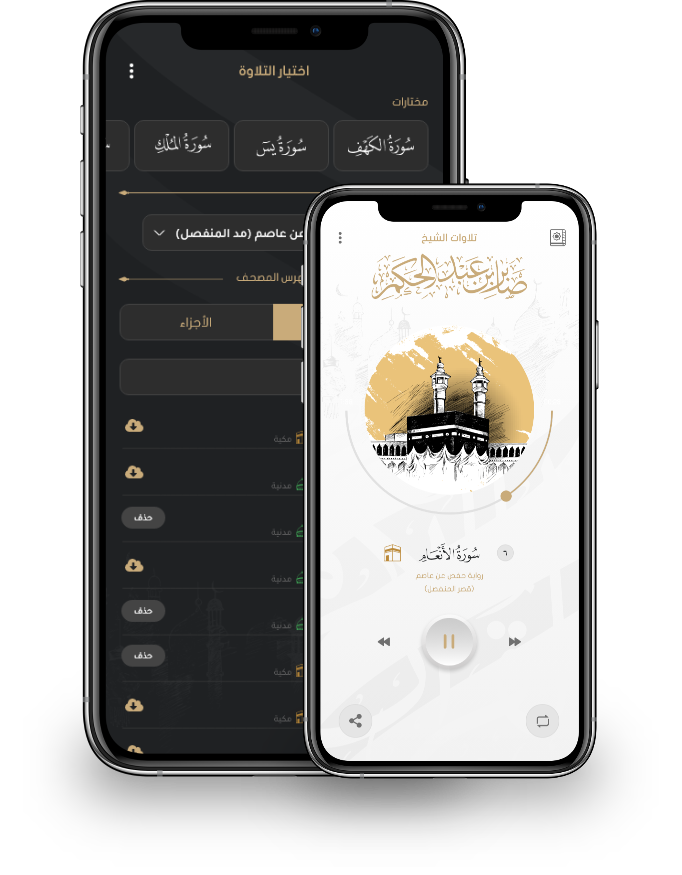 اختيار التلاوة
مختارات
سُورَةُ الكَهْفِ
سُورَةُ يسٓ
سُورَةُ المُلْكِ
عن عاصم (مد المنفصل)
فهرس المصحف
الأجزاء
مكية
مدنية
حذف
مدنية
مدنية
مدنية
حذف
حذف
مكية
مكية
تلاوات الشيخ
صابر بن عبد الحكم
٦
سُورَةُ الأَنْعَامِ
رواية حفص عن عاصم
(قصر المنفصل)